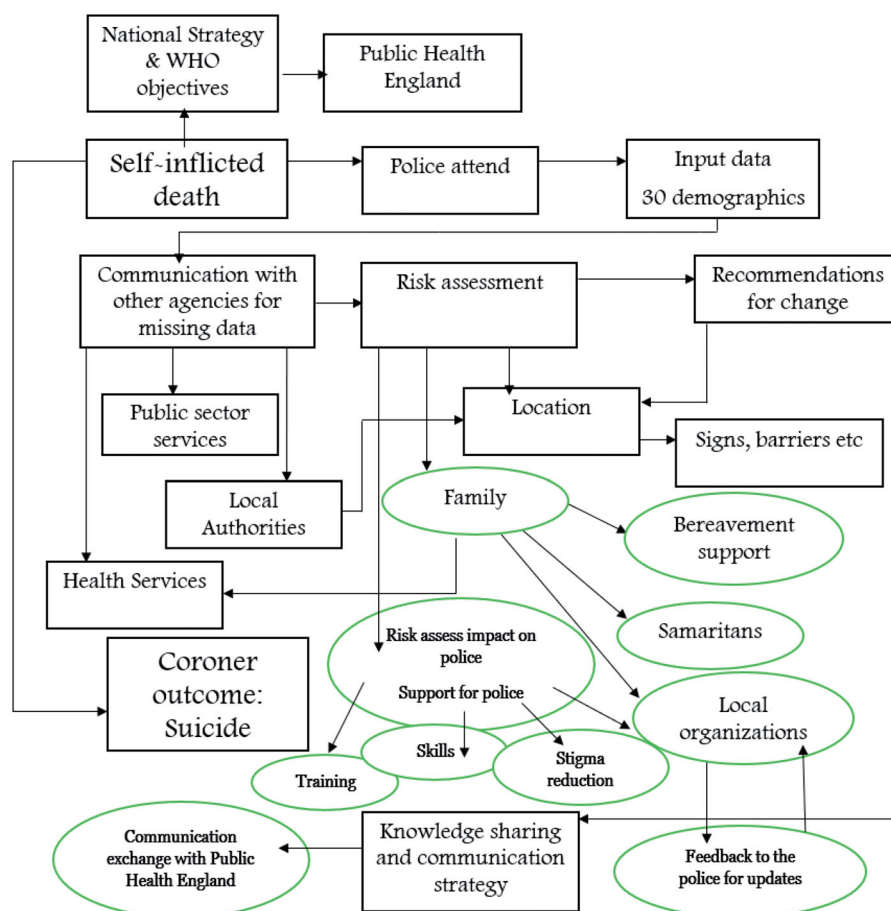 National Strategy
& WHO
objectives
Public Health
England
Self-inflicted
death
Police attend
Input data
30 demographics
Communication with
other agencies for
missing data
Risk assessment
Recommendations
for change
Public sector
services
Location
Signs, barriers etc
Local
Authorities
Family
Bereavement
support
Health Services
Samaritans
Risk assess impact on
police
Support for police
Coroner
outcome:
Suicide
Local
organizations
Skills
Stigma
reduction
Training
Communication
exchange with Public
Health England
Knowledge sharing
and communication
strategy
Feedback to the
police for updates